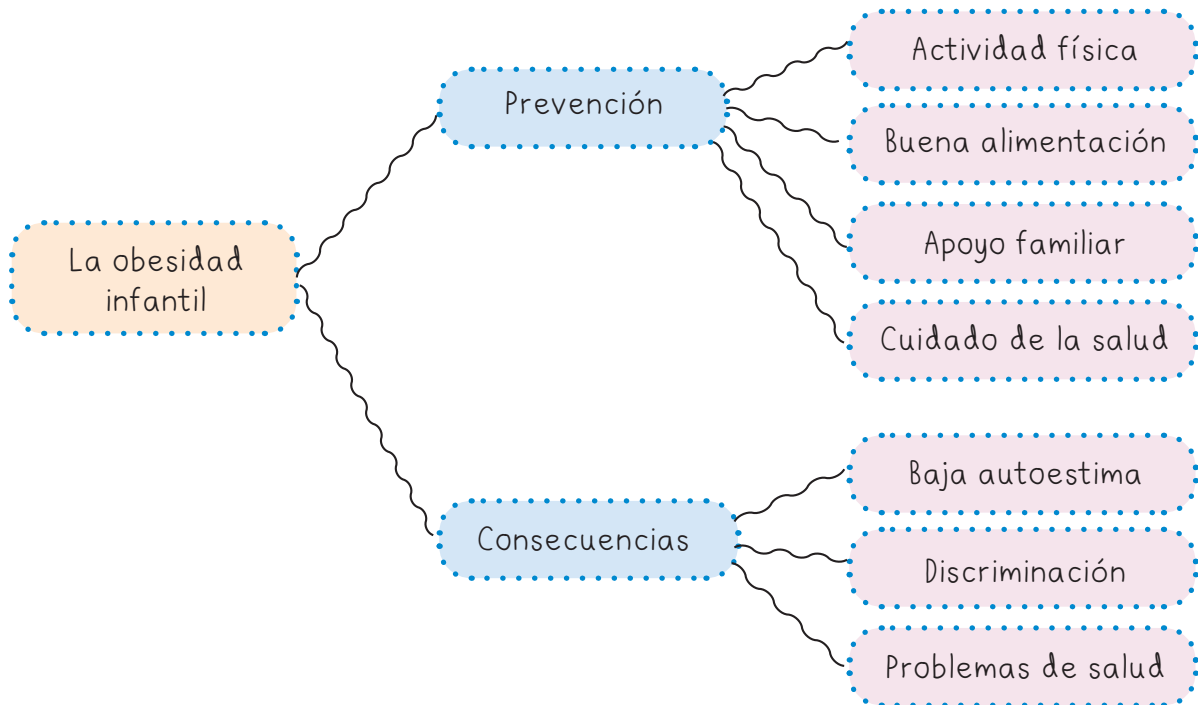 La obesidad
infantil
Prevención
Actividad física
Buena alimentación
Apoyo familiar
Cuidado de la salud
Consecuencias
Baja autoestima
Discriminación
Problemas de salud